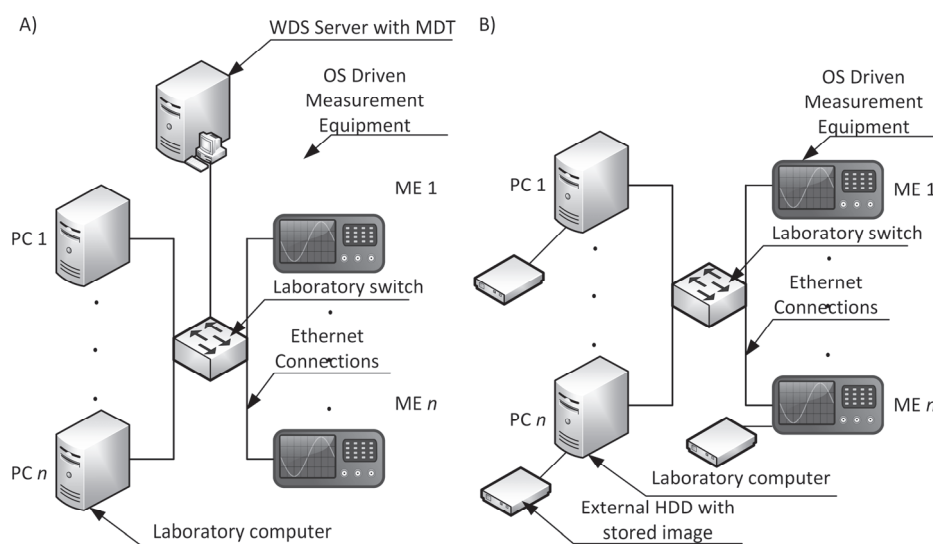 A)
WDS Server with MDT
OS Driven
Measurement
Equipment
ME 1
PC 1
Laboratory switch
Ethernet
Connections
ME n
PC n
Laboratory computer
B)
OS Driven
Measurement
Equipment
PC 1
ME 1
Laboratory switch
Ethernet
Connections
ME n
PC n
Laboratory computer
External HDD with
stored image